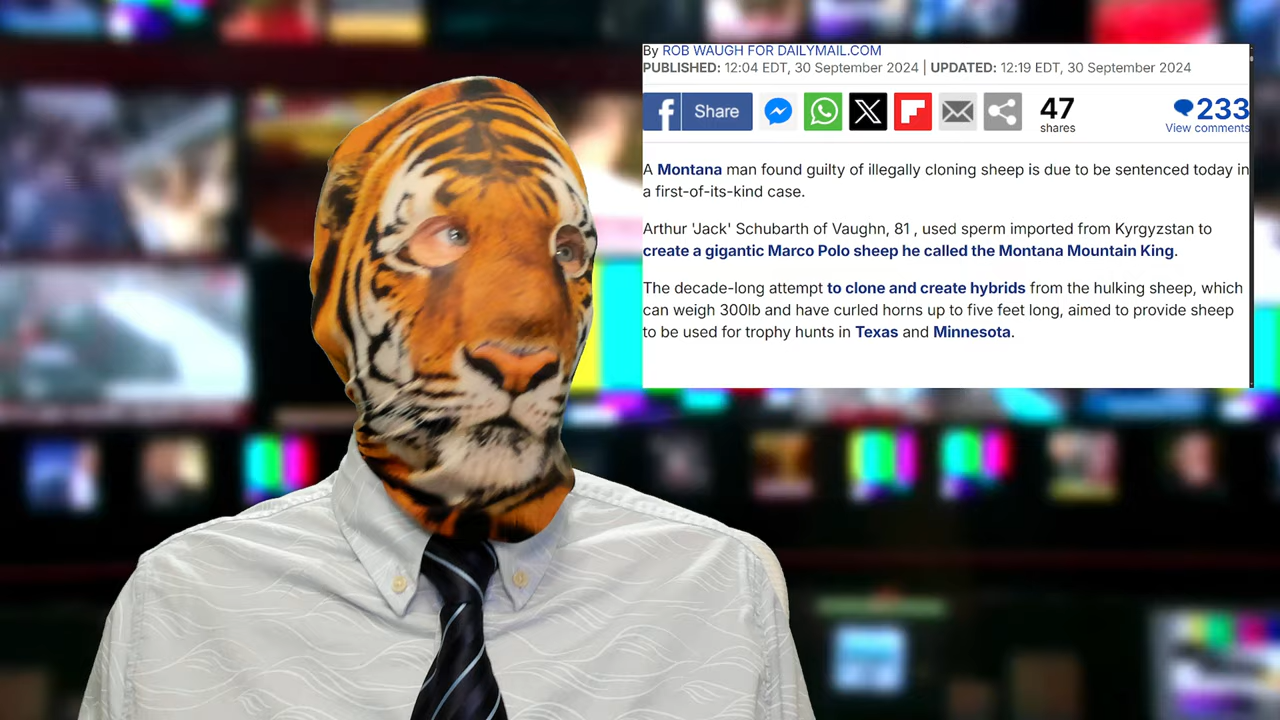 By ROB WAUGH FOR DAILYMAIL.COM
PUBLISHED: 12:04 EDT, 30 September 2024 | UPDATED: 12:19 EDT, 30 September 2024
Share
47
shares
233
View comments
A Montana man found guilty of illegally cloning sheep is due to be sentenced today in
a first-of-its-kind case.
Arthur 'Jack' Schubarth of Vaughn, 81 , used sperm imported from Kyrgyzstan to
create a gigantic Marco Polo sheep he called the Montana Mountain King.
The decade-long attempt to clone and create hybrids from the hulking sheep, which
can weigh 300lb and have curled horns up to five feet long, aimed to provide sheep
to be used for trophy hunts in Texas and Minnesota.